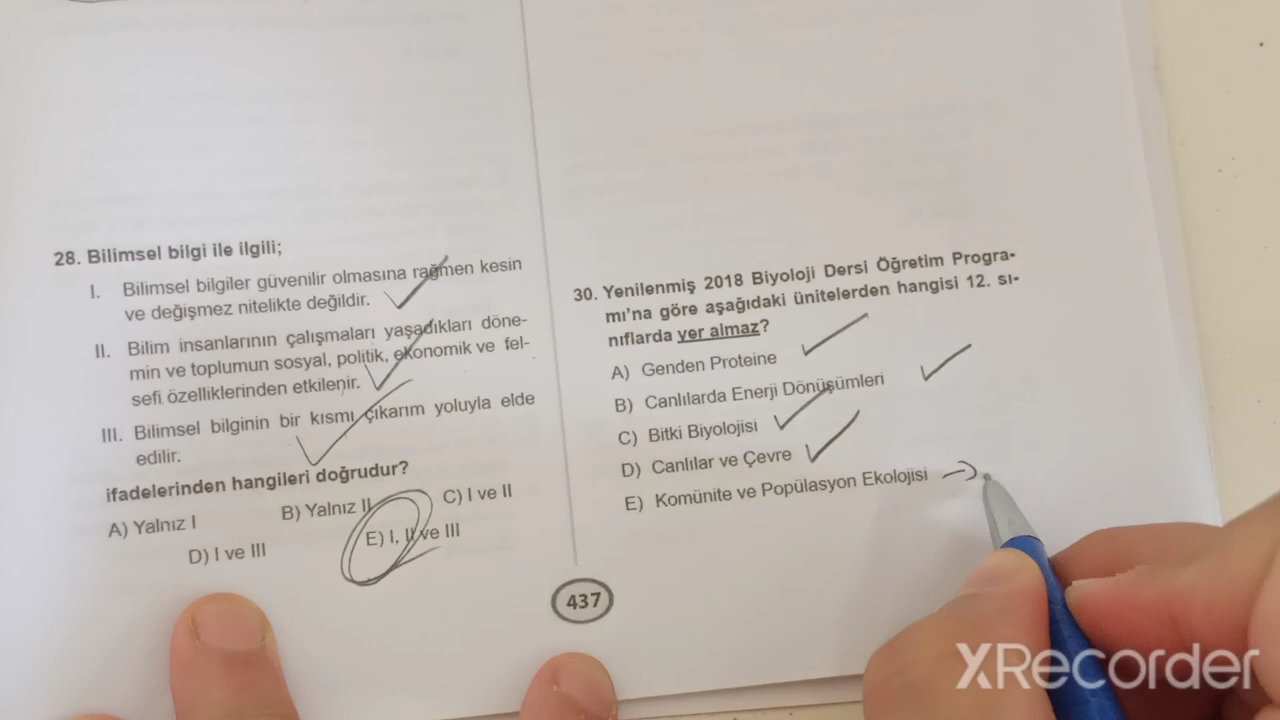 28. Bilimsel bilgi ile ilgili;
I. Bilimsel bilgiler güvenilir olmasına rağmen kesin
ve değişmez nitelikte değildir.
II. Bilim insanlarının çalışmaları yaşadıkları döne-
min ve toplumun sosyal, politik, ekonomik ve fel-
sefi özelliklerinden etkilenir.
III. Bilimsel bilginin bir kısmı çıkarım yoluyla elde
edilir.
ifadelerinden hangileri doğrudur?
A) Yalnız I B) Yalnız II C) I ve II
D) I ve III E) I, II ve III
30. Yenilenmiş 2018 Biyoloji Dersi Öğretim Progra-
mı'na göre aşağıdaki ünitelerden hangisi 12. sı-
nıflarda yer almaz?
A) Genden Proteine
B) Canlılarda Enerji Dönüşümleri
C) Bitki Biyolojisi
D) Canlılar ve Çevre
E) Komünite ve Popülasyon Ekolojisi
437
XRecorder